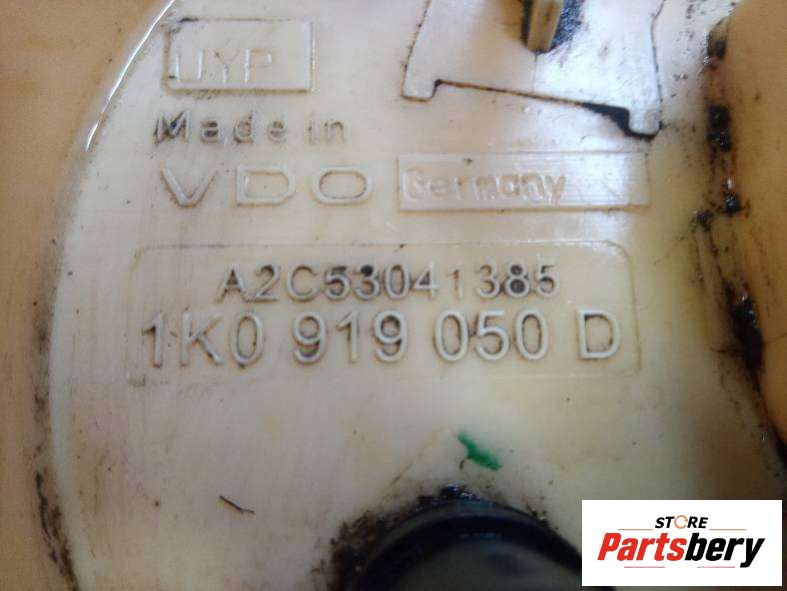 UYP
Made in
VDO Germany
A2C53041385
1K0 919 050 D
STORE
Partsbery